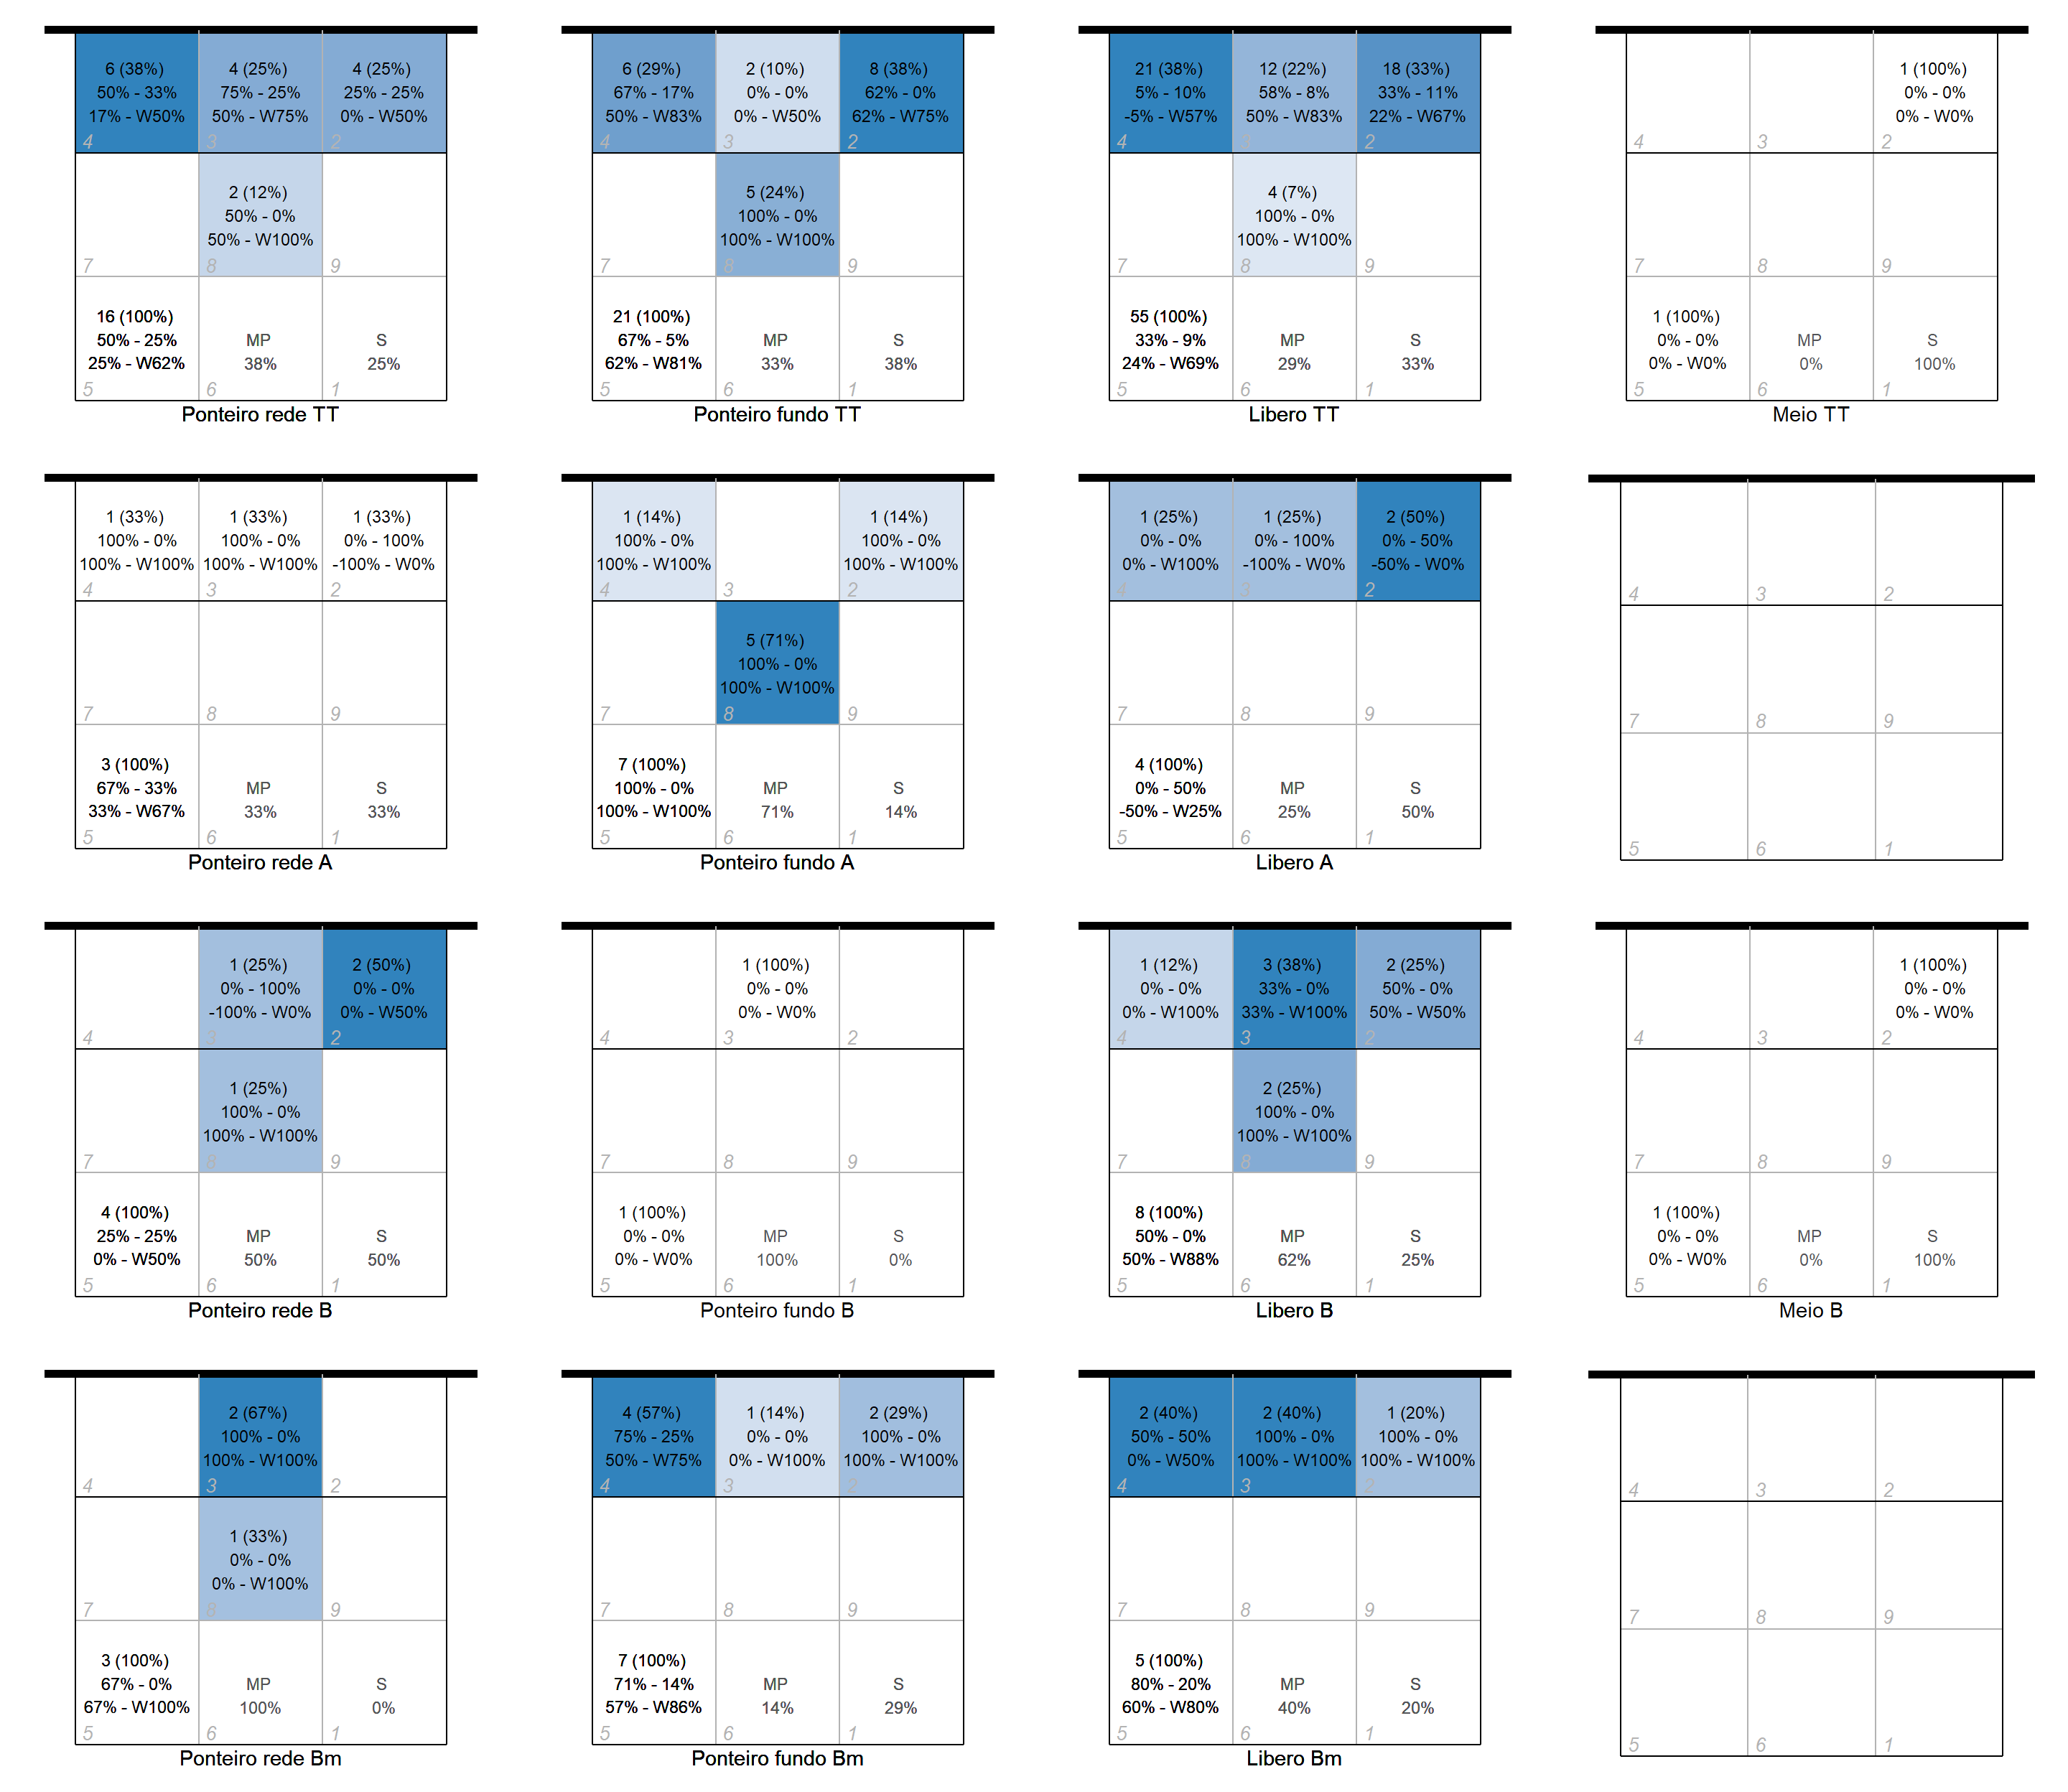 6 (38%)
50% - 33%
17% - W50%
4
4 (25%)
75% - 25%
50% - W75%
3
4 (25%)
25% - 25%
0% - W50%
2
7
2 (12%)
50% - 0%
50% - W100%
8
9
16 (100%)
50% - 25%
25% - W62%
5
MP
38%
6
S
25%
1
Ponteiro rede TT
6 (29%)
67% - 17%
50% - W83%
4
2 (10%)
0% - 0%
0% - W50%
3
8 (38%)
62% - 0%
62% - W75%
2
7
5 (24%)
100% - 0%
100% - W100%
8
9
21 (100%)
67% - 5%
62% - W81%
5
MP
33%
6
S
38%
1
Ponteiro fundo TT
21 (38%)
5% - 10%
-5% - W57%
4
12 (22%)
58% - 8%
50% - W83%
3
18 (33%)
33% - 11%
22% - W67%
2
7
4 (7%)
100% - 0%
100% - W100%
8
9
55 (100%)
33% - 9%
24% - W69%
5
MP
29%
6
S
33%
1
Libero TT
4
3
1 (100%)
0% - 0%
0% - W0%
2
7
8
9
1 (100%)
0% - 0%
0% - W0%
5
MP
0%
6
S
100%
1
Meio TT
1 (33%)
100% - 0%
100% - W100%
4
1 (33%)
100% - 0%
100% - W100%
3
1 (33%)
0% - 100%
-100% - W0%
2
7
8
9
3 (100%)
67% - 33%
33% - W67%
5
MP
33%
6
S
33%
1
Ponteiro rede A
1 (14%)
100% - 0%
100% - W100%
4
3
1 (14%)
100% - 0%
100% - W100%
2
7
5 (71%)
100% - 0%
100% - W100%
8
9
7 (100%)
100% - 0%
100% - W100%
5
MP
71%
6
S
14%
1
Ponteiro fundo A
1 (25%)
0% - 0%
0% - W100%
4
1 (25%)
0% - 100%
-100% - W0%
3
2 (50%)
0% - 50%
-50% - W0%
2
7
8
9
4 (100%)
0% - 50%
-50% - W25%
5
MP
25%
6
S
50%
1
Libero A
4
3
2
7
8
9
5
6
1
4
1 (25%)
0% - 100%
-100% - W0%
3
2 (50%)
0% - 0%
0% - W50%
2
7
1 (25%)
100% - 0%
100% - W100%
8
9
4 (100%)
25% - 25%
0% - W50%
5
MP
50%
6
S
50%
1
Ponteiro rede B
4
1 (100%)
0% - 0%
0% - W0%
3
2
7
8
9
1 (100%)
0% - 0%
0% - W0%
5
MP
100%
6
S
0%
1
Ponteiro fundo B
1 (12%)
0% - 0%
0% - W100%
4
3 (38%)
33% - 0%
33% - W100%
3
2 (25%)
50% - 0%
50% - W50%
2
7
2 (25%)
100% - 0%
100% - W100%
8
9
8 (100%)
50% - 0%
50% - W88%
5
MP
62%
6
S
25%
1
Libero B
4
3
1 (100%)
0% - 0%
0% - W0%
2
7
8
9
1 (100%)
0% - 0%
0% - W0%
5
MP
0%
6
S
100%
1
Meio B
4
2 (67%)
100% - 0%
100% - W100%
3
2
7
1 (33%)
0% - 0%
0% - W100%
8
9
3 (100%)
67% - 0%
67% - W100%
5
MP
100%
6
S
0%
1
Ponteiro rede Bm
4 (57%)
75% - 25%
50% - W75%
4
1 (14%)
0% - 0%
0% - W100%
3
2 (29%)
100% - 0%
100% - W100%
2
7
8
9
7 (100%)
71% - 14%
57% - W86%
5
MP
14%
6
S
29%
1
Ponteiro fundo Bm
2 (40%)
50% - 50%
0% - W50%
4
2 (40%)
100% - 0%
100% - W100%
3
1 (20%)
100% - 0%
100% - W100%
2
7
8
9
5 (100%)
80% - 20%
60% - W80%
5
MP
40%
6
S
20%
1
Libero Bm
4
3
2
7
8
9
5
6
1